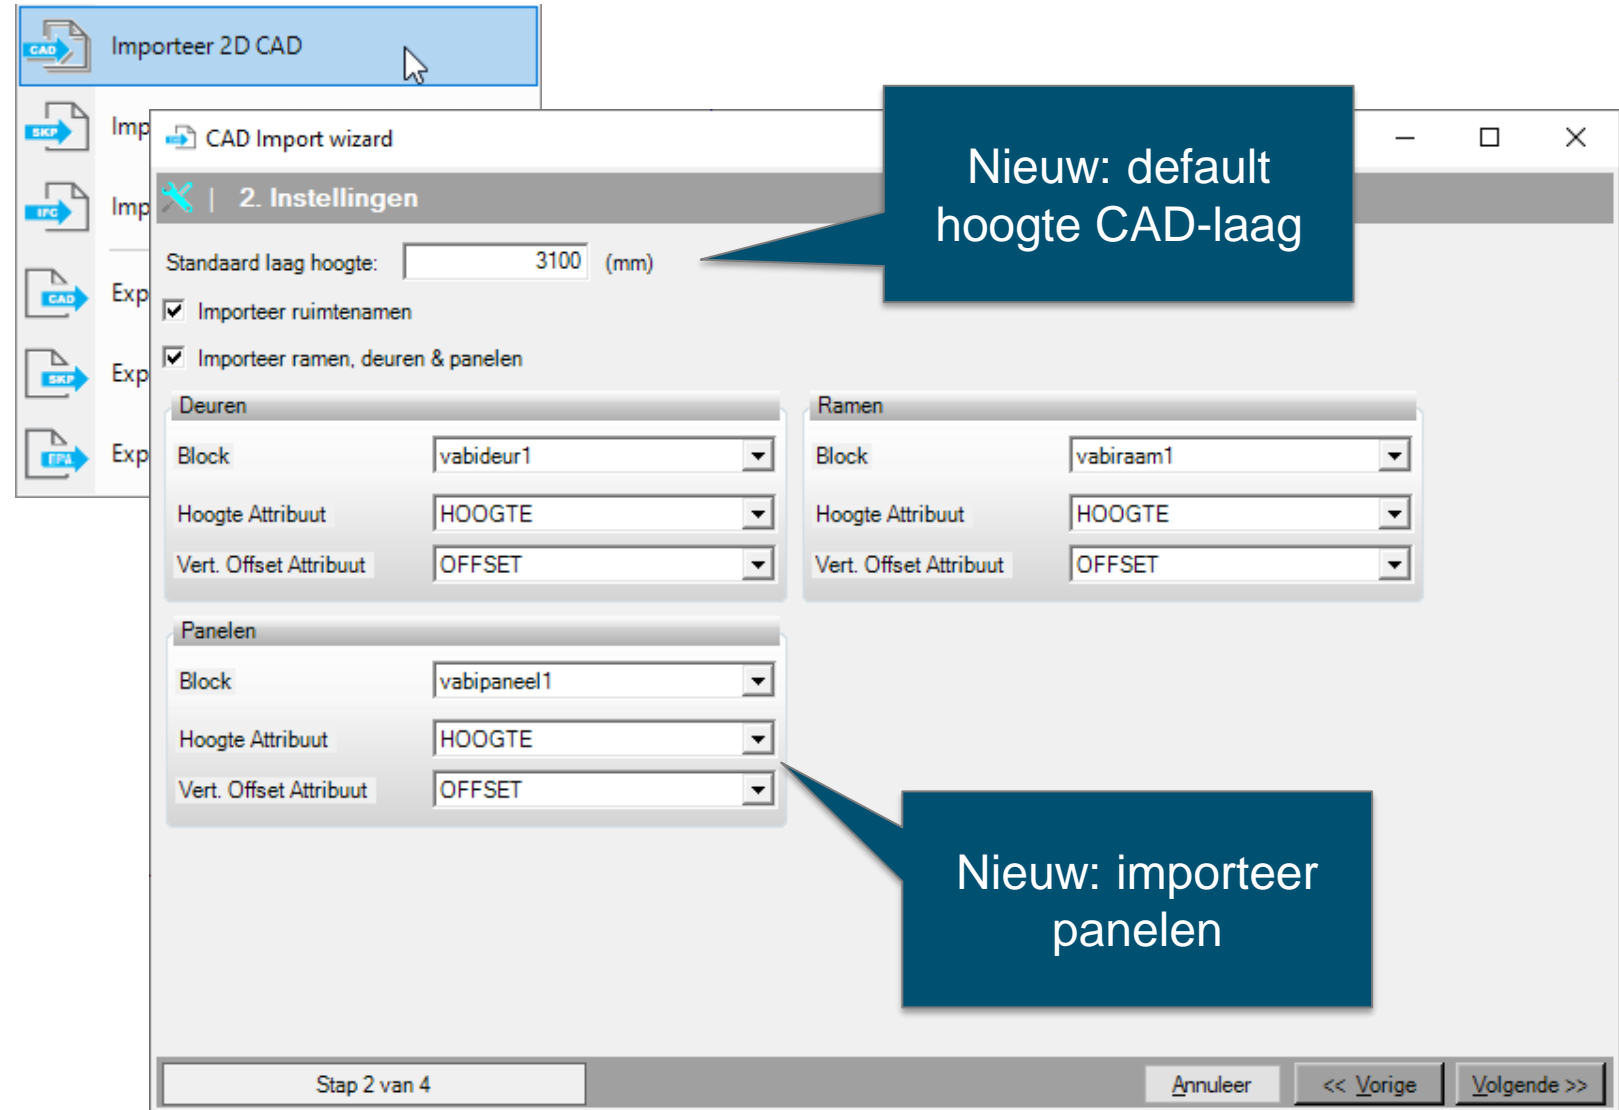 CAD Importeer 2D CAD
SKP Imp
IFC Imp
CAD Exp
SKP Exp
EPA Exp
CAD Import wizard
| 2. Instellingen
Nieuw: default
hoogte CAD-laag
Standaard laag hoogte: 3100 (mm)
Importeer ruimtenamen
Importeer ramen, deuren & panelen
Deuren
Block vabideur1
Hoogte Attribuut HOOGTE
Vert. Offset Attribuut OFFSET
Ramen
Block vabiraam1
Hoogte Attribuut HOOGTE
Vert. Offset Attribuut OFFSET
Panelen
Block vabipaneel1
Hoogte Attribuut HOOGTE
Vert. Offset Attribuut OFFSET
Nieuw: importeer
panelen
Stap 2 van 4
Annuleer << Vorige Volgende >>